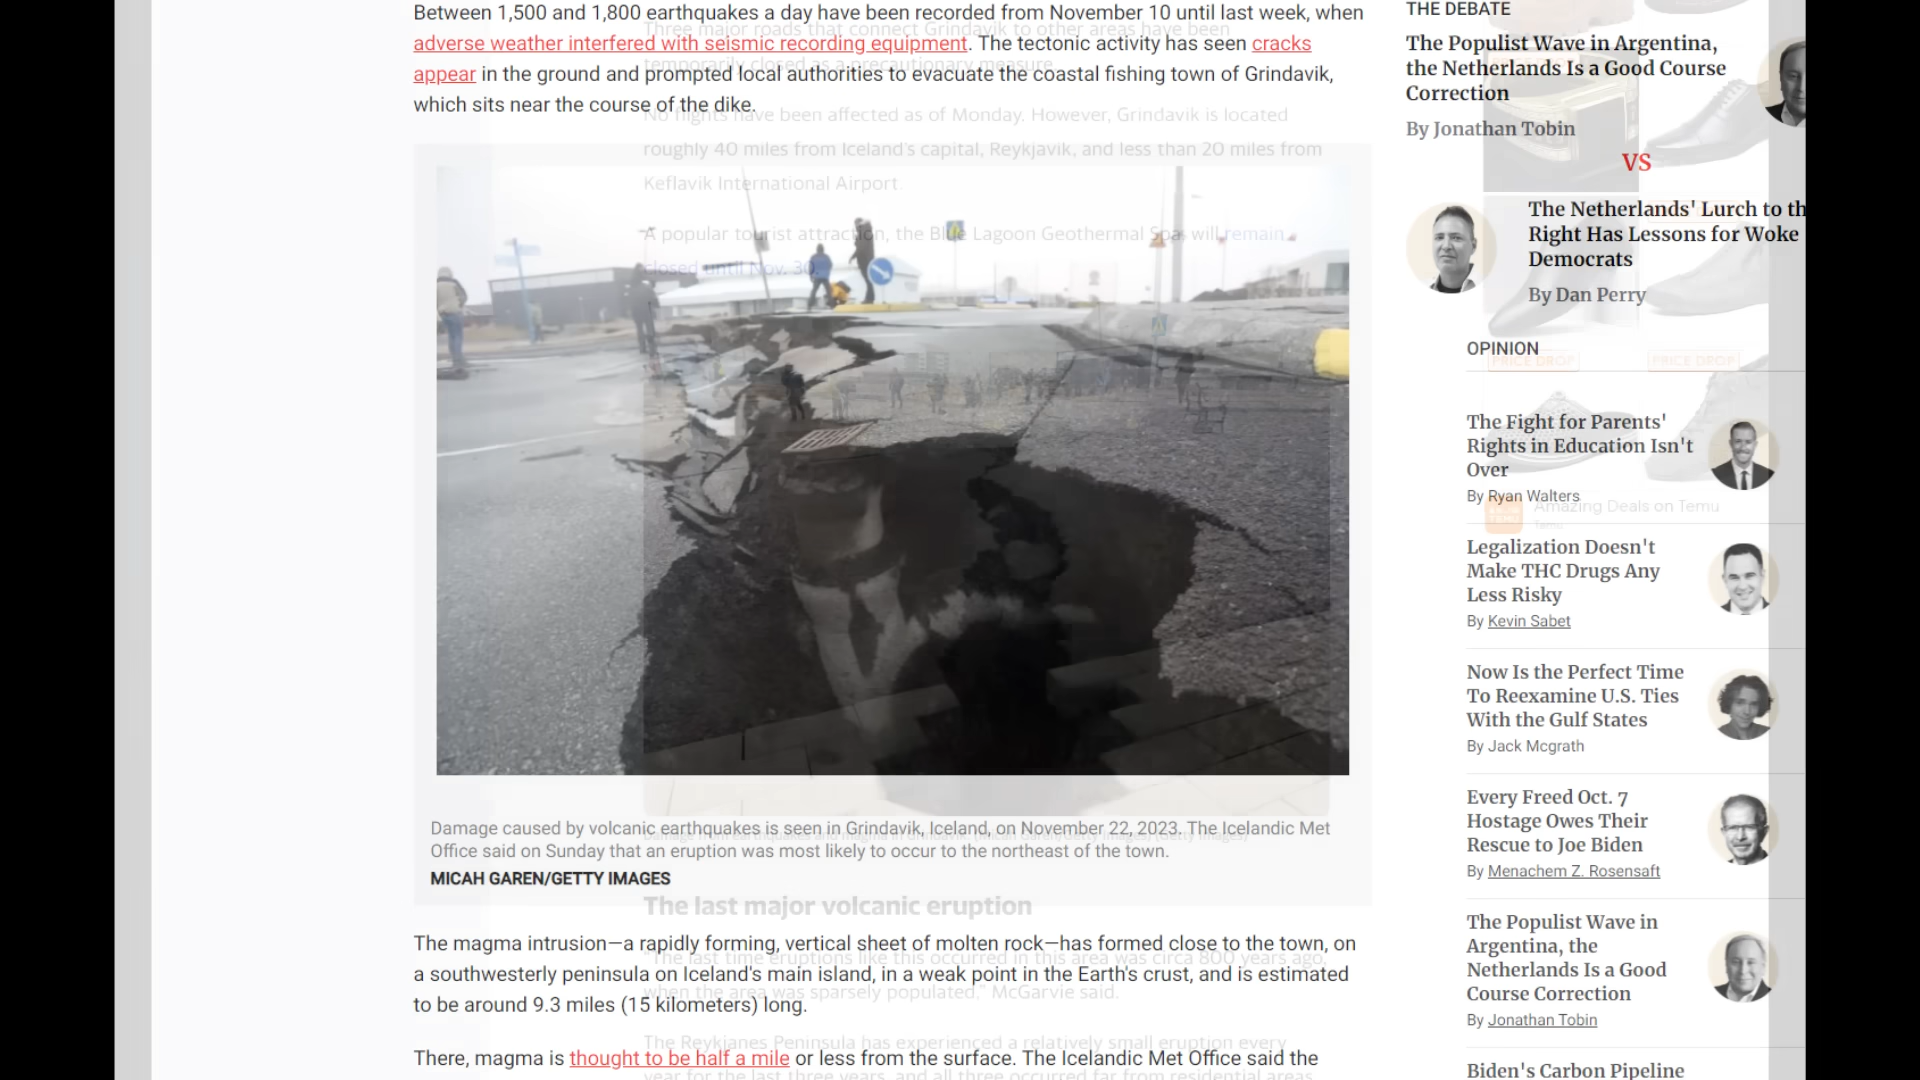 Between 1,500 and 1,800 earthquakes a day have been recorded from November 10 until last week, when
adverse weather interfered with seismic recording equipment. The tectonic activity has seen cracks
appear in the ground and prompted local authorities to evacuate the coastal fishing town of Grindavik,
which sits near the course of the dike.
Three major roads that connect Grindavik to other areas have been
temporarily closed as a precautionary measure.
No flights have been affected as of Monday. However, Grindavik is located
roughly 40 miles from Iceland's capital, Reykjavik, and less than 20 miles from
Keflavik International Airport.
A popular tourist attraction, the Blue Lagoon Geothermal Spa, will remain
closed until Nov. 30.
Damage caused by volcanic earthquakes is seen in Grindavik, Iceland, on November 22, 2023. The Icelandic Met
Office said on Sunday that an eruption was most likely to occur to the northeast of the town.
MICAH GAREN/GETTY IMAGES
The last major volcanic eruption
The magma intrusion—a rapidly forming, vertical sheet of molten rock—has formed close to the town, on
a southwesterly peninsula on Iceland's main island, in a weak point in the Earth's crust, and is estimated
to be around 9.3 miles (15 kilometers) long.
"The last time eruptions like this occurred in this area was circa 800 years ago,
when the area was sparsely populated," McGarvie said.
The Reykjanes Peninsula has experienced a relatively small eruption every
year for the last three years, and all three occurred far from residential areas
There, magma is thought to be half a mile or less from the surface. The Icelandic Met Office said the
THE DEBATE
The Populist Wave in Argentina,
the Netherlands Is a Good Course
Correction
By Jonathan Tobin
VS
The Netherlands' Lurch to th
Right Has Lessons for Woke
Democrats
By Dan Perry
OPINION
PRICE DROP
PRICE DROP
The Fight for Parents'
Rights in Education Isn't
Over
By Ryan Walters
Amazing Deals on Temu
Temu
Legalization Doesn't
Make THC Drugs Any
Less Risky
By Kevin Sabet
Now Is the Perfect Time
To Reexamine U.S. Ties
With the Gulf States
By Jack Mcgrath
Every Freed Oct. 7
Hostage Owes Their
Rescue to Joe Biden
By Menachem Z. Rosensaft
The Populist Wave in
Argentina, the
Netherlands Is a Good
Course Correction
By Jonathan Tobin
Biden's Carbon Pipeline